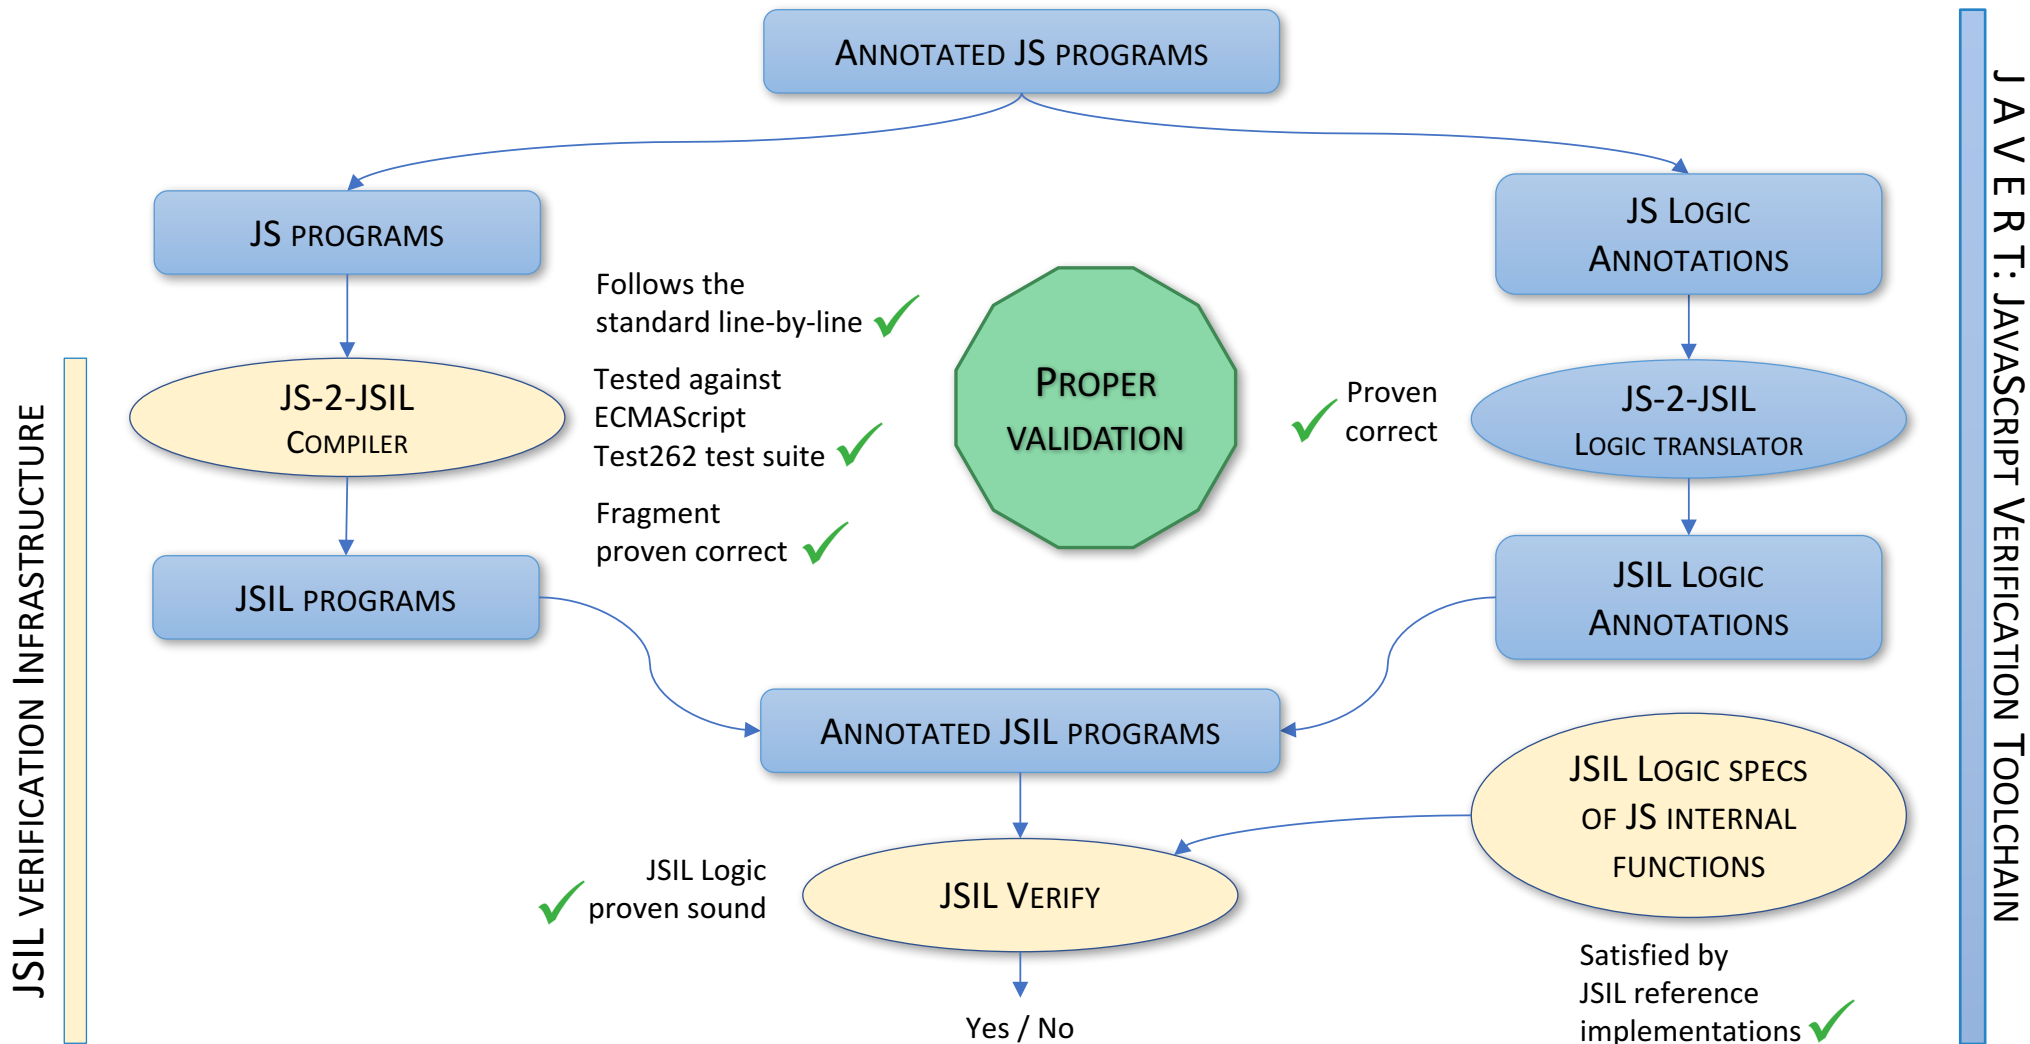 ANNOTATED JS PROGRAMS
JS PROGRAMS
JS LOGIC
ANNOTATIONS
Follows the
standard line-by-line
Tested against
ECMAScript
Test262 test suite
Fragment
proven correct
PROPER
VALIDATION
Proven
correct
JS-2-JSIL
COMPILER
JS-2-JSIL
LOGIC TRANSLATOR
JSIL PROGRAMS
JSIL LOGIC
ANNOTATIONS
ANNOTATED JSIL PROGRAMS
JSIL LOGIC SPECS
OF JS INTERNAL
FUNCTIONS
JSIL Logic
proven sound
JSIL VERIFY
Satisfied by
JSIL reference
implementations
Yes / No
JSIL VERIFICATION INFRASTRUCTURE
J A V E R T: JAVASCRIPT VERIFICATION TOOLCHAIN